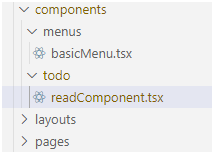 components
menus
basicMenu.tsx
todo
readComponent.tsx
layouts
pages